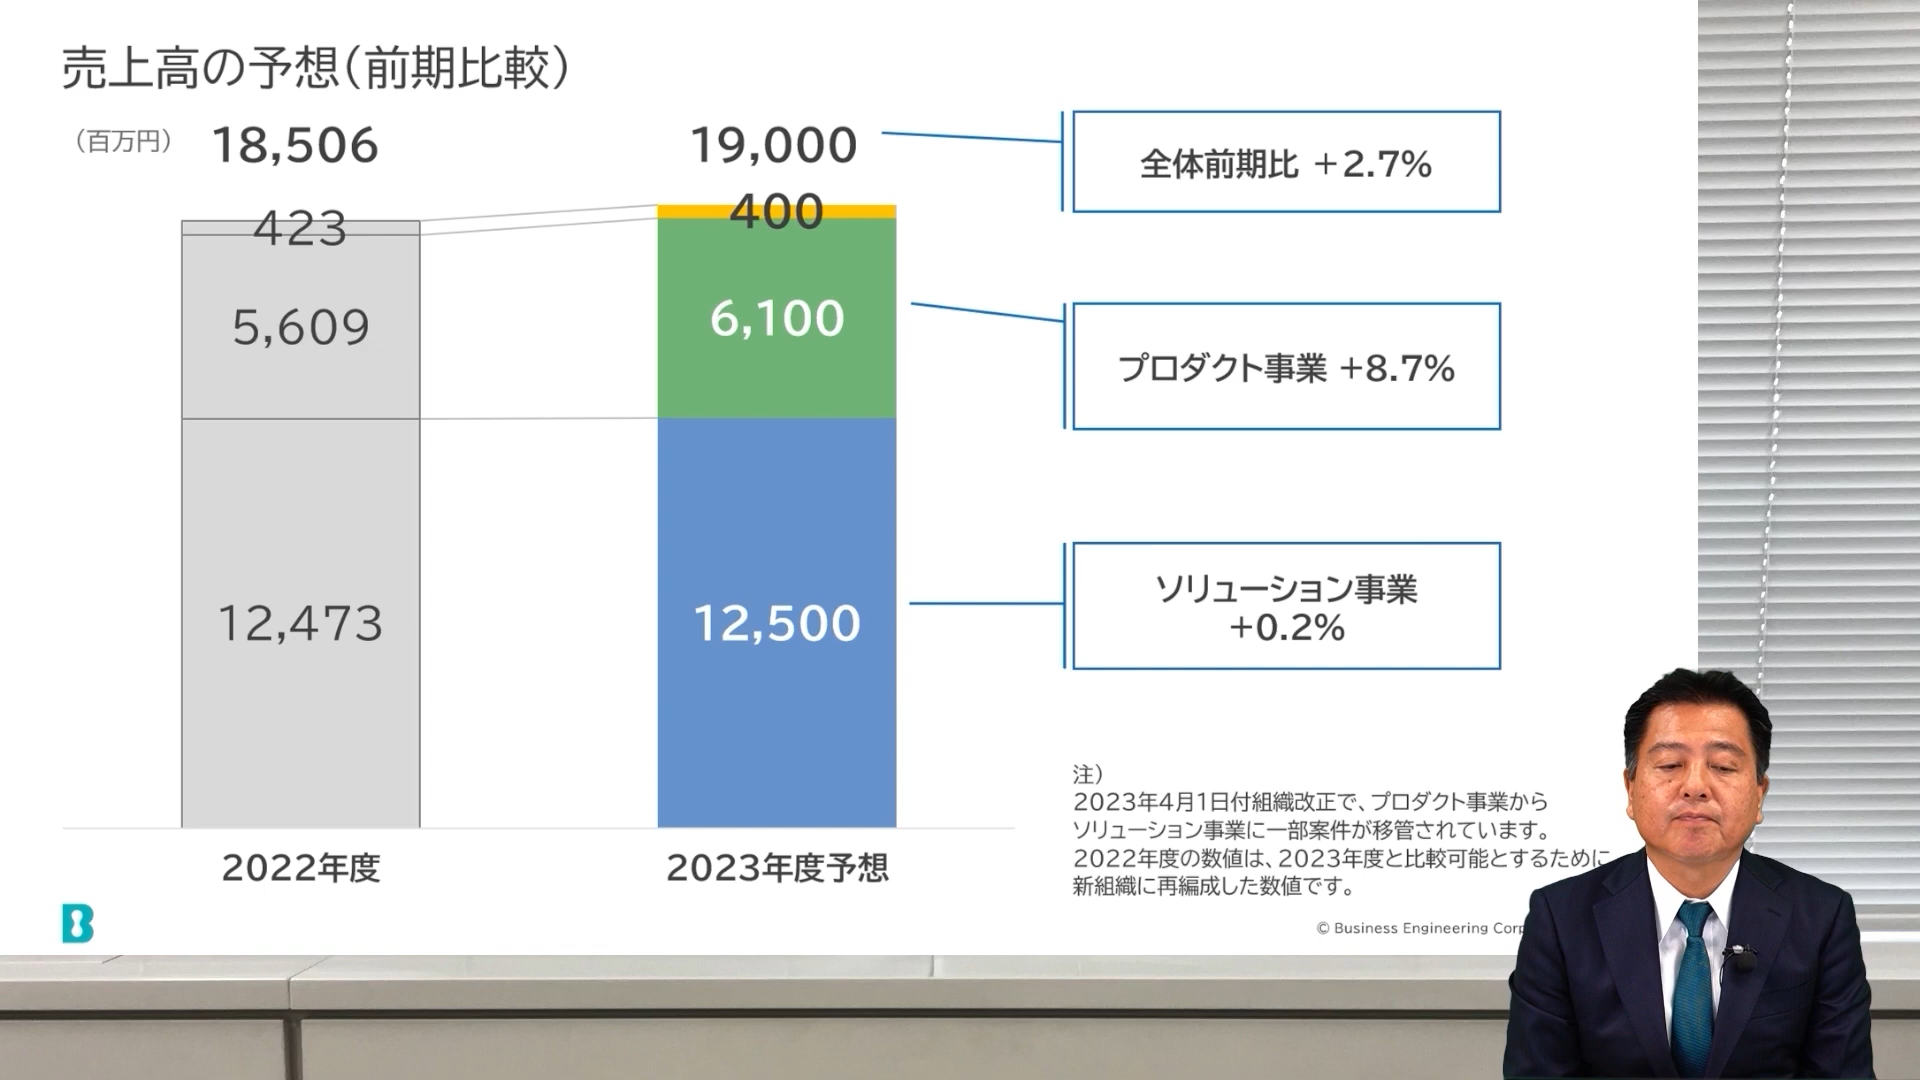 売上高の予想(前期比較)
(百万円)
18,506
19,000
全体前期比 +2.7%
423
400
5,609
6,100
プロダクト事業 +8.7%
12,473
12,500
ソリューション事業
+0.2%
注)
2023年4月1日付組織改正で、プロダクト事業から
ソリューション事業に一部案件が移管されています。
2022年度の数値は、2023年度と比較可能とするために
新組織に再編成した数値です。
2022年度
2023年度予想
B
© Business Engineering